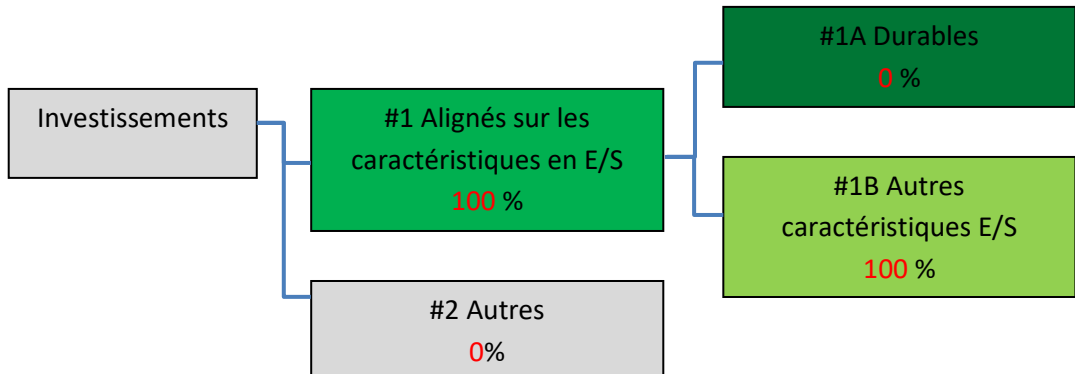 Investissements
#1 Alignés sur les
caractéristiques en E/S
100 %
#2 Autres
0%
#1A Durables
0 %
#1B Autres
caractéristiques E/S
100 %